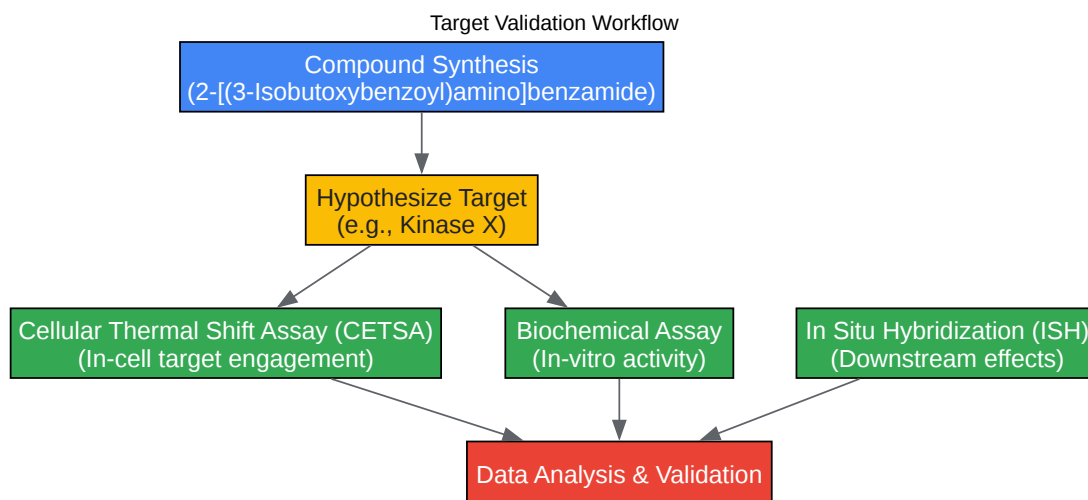 Target Validation Workflow
Compound Synthesis
(2-[(3-Isobutoxybenzoyl)amino]benzamide)
Hypothesize Target
(e.g., Kinase X)
Cellular Thermal Shift Assay (CETSA)
(In-cell target engagement)
Biochemical Assay
(In-vitro activity)
In Situ Hybridization (ISH)
(Downstream effects)
Data Analysis & Validation